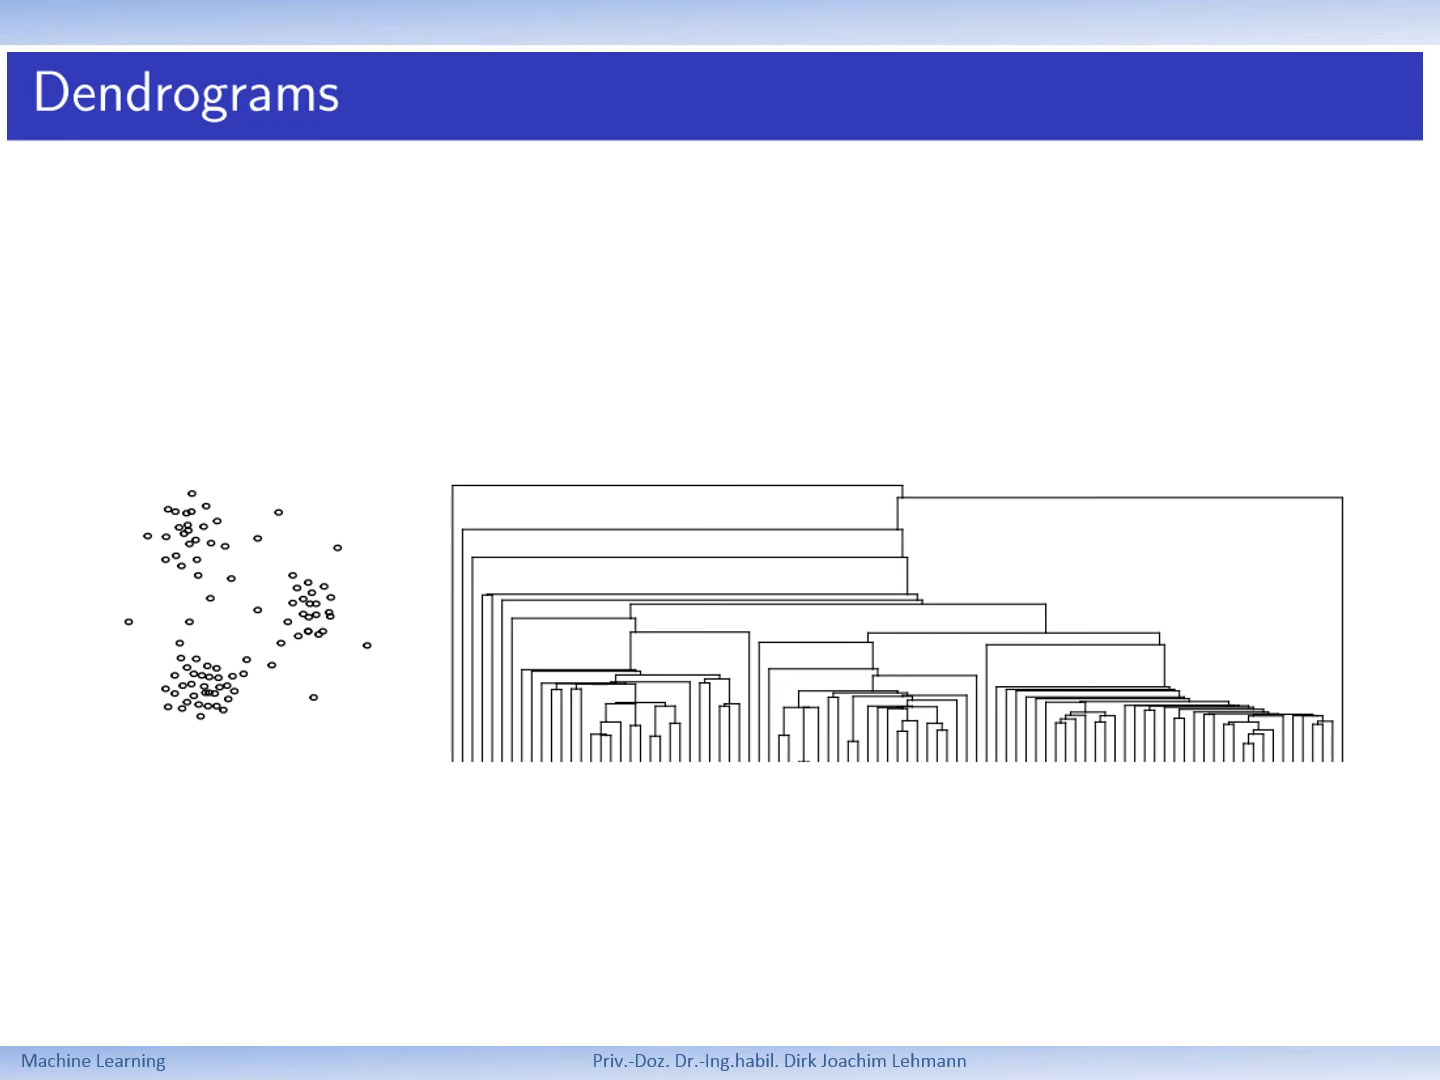 Dendrograms
Machine Learning
Priv.-Doz. Dr.-Ing.habil. Dirk Joachim Lehmann